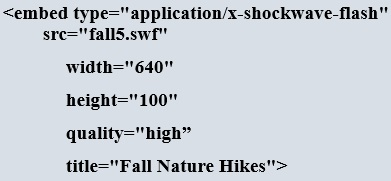 <embed type="application/x-shockwave-flash"
src="fall5.swf"
width="640"
height="100"
quality="high”
title="Fall Nature Hikes">